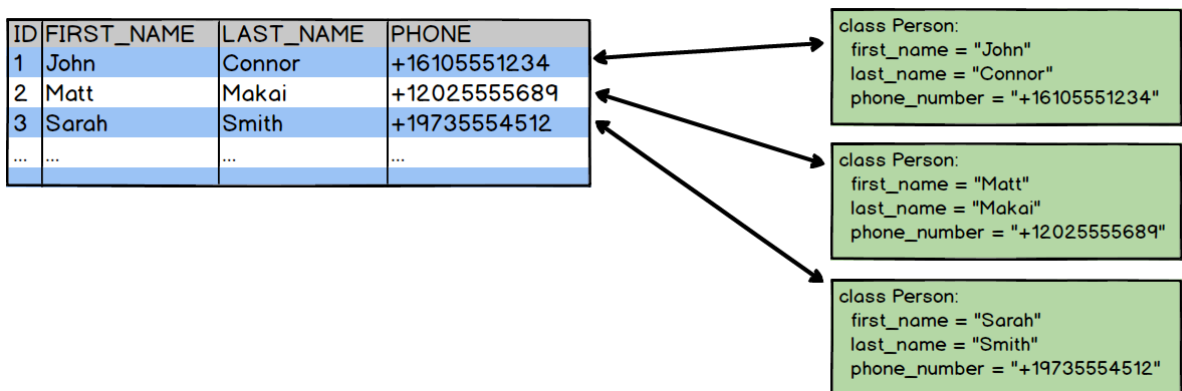 ID FIRST_NAME LAST_NAME PHONE
1 John Connor +16105551234
2 Matt Makai +12025555689
3 Sarah Smith +19735554512
... ... ... ...
class Person:
first_name = "John"
last_name = "Connor"
phone_number = "+16105551234"
class Person:
first_name = "Matt"
last_name = "Makai"
phone_number = "+12025555689"
class Person:
first_name = "Sarah"
last_name = "Smith"
phone_number = "+19735554512"